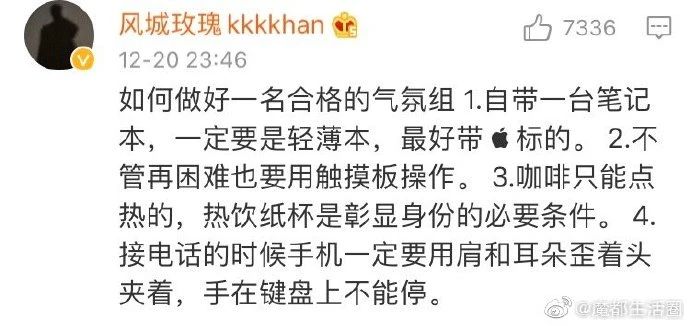 风城玫瑰kkkkhan
7336
12-20 23:46
如何做好一名合格的气氛组 1.自带一台笔记
本，一定要是轻薄本，最好带标的。 2.不
管再困难也要用触摸板操作。 3.咖啡只能点
热的，热饮纸杯是彰显身份的必要条件。 4.
接电话的时候手机一定要用肩和耳朵歪着头
夹着，手在键盘上不能停。
@魔都生活圈